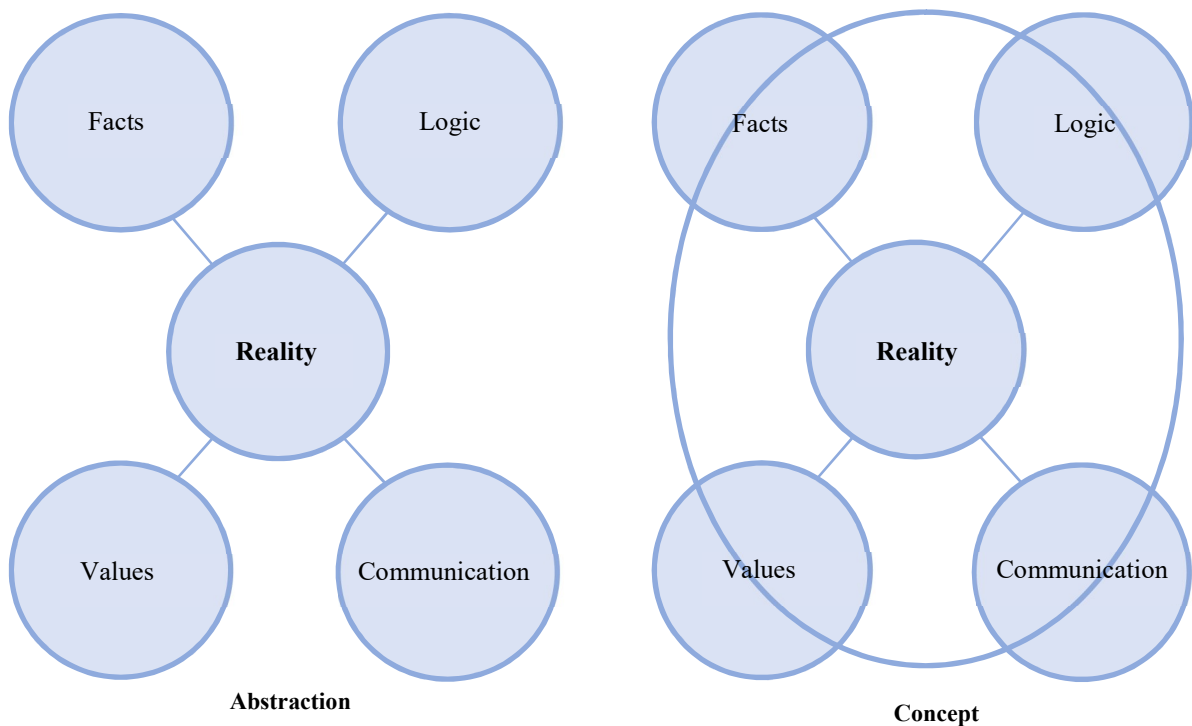 Facts
Logic
Reality
Values
Communication
Abstraction
Facts
Logic
Reality
Values
Communication
Concept